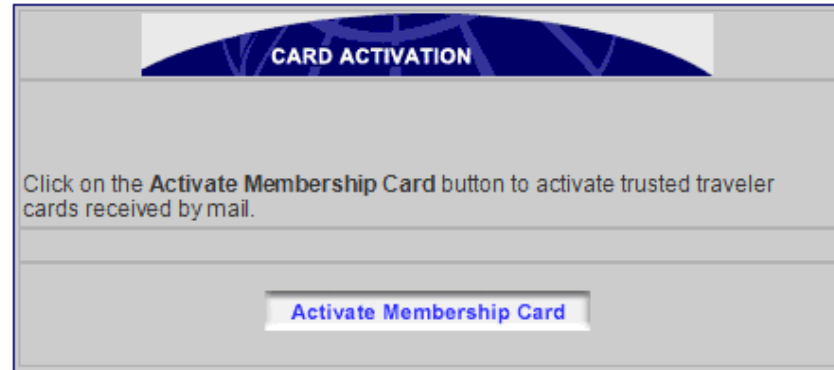 CARD ACTIVATION
Click on the Activate Membership Card button to activate trusted traveler
cards received by mail.
Activate Membership Card